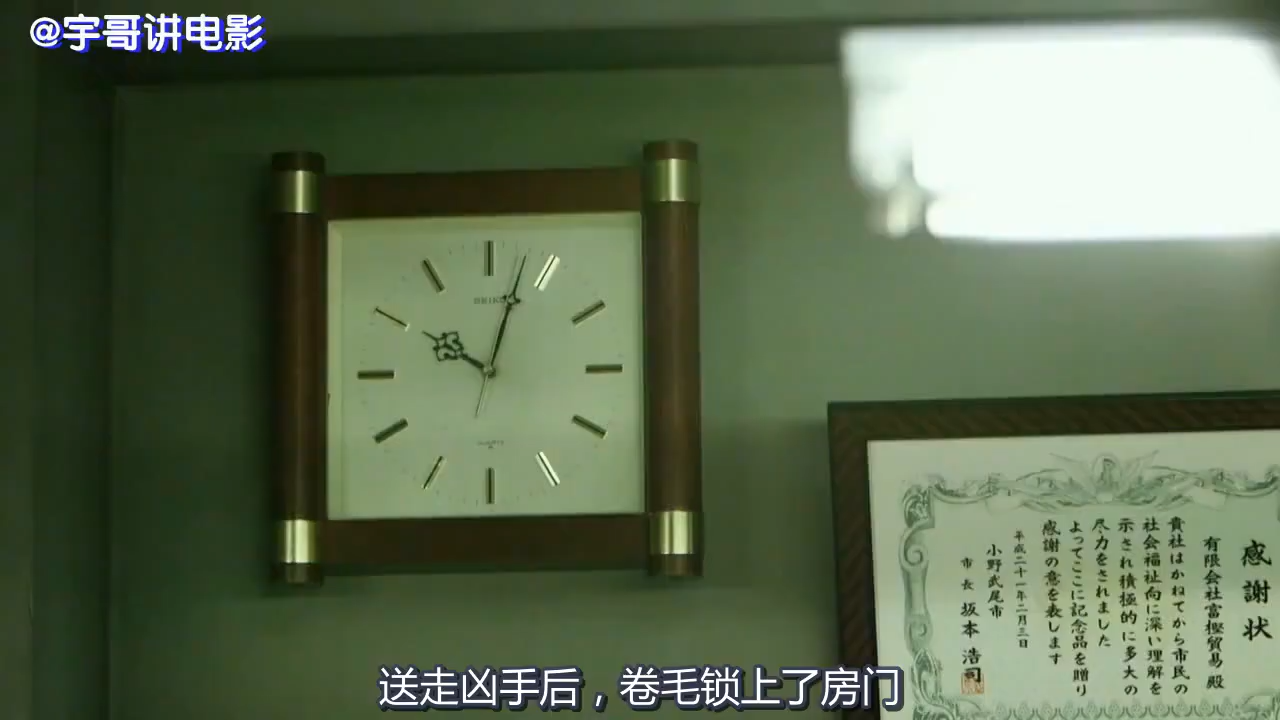 @宇哥讲电影
SEIKO
感謝状
有限会社富樫貿易殿
貴社はかねてから市民の
社会福祉向に深い理解を
示され積極的に多大の
尽力をされました
よってここに記念品を贈り
感謝の意を表します
平成二十一年二月三日
小野武尾市
市長 坂本浩司
送走凶手后，卷毛锁上了房门